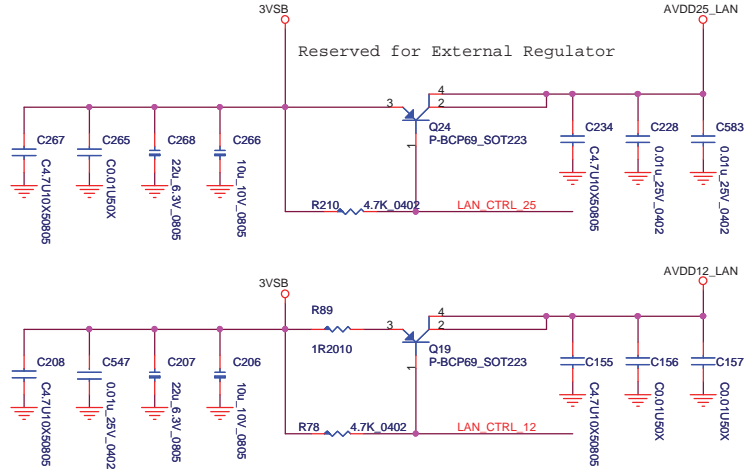 3VSB
AVDD25_LAN
Reserved for External Regulator
3
4
2
1
Q24
P-BCP69_SOT223
C267
C4.7U10X50805
C265
C0.01U50X
C268
22u_6.3V_0805
C266
10u_10V_0805
C234
C4.7U10X50805
C228
0.01u_25V_0402
C583
0.01u_25V_0402
R210
4.7K_0402
LAN_CTRL_25
3VSB
AVDD12_LAN
R89
1R2010
3
4
2
1
Q19
P-BCP69_SOT223
C208
C4.7U10X50805
C547
0.01u_25V_0402
C207
22u_6.3V_0805
C206
10u_10V_0805
C155
C4.7U10X50805
C156
C0.01U50X
C157
C0.01U50X
R78
4.7K_0402
LAN_CTRL_12